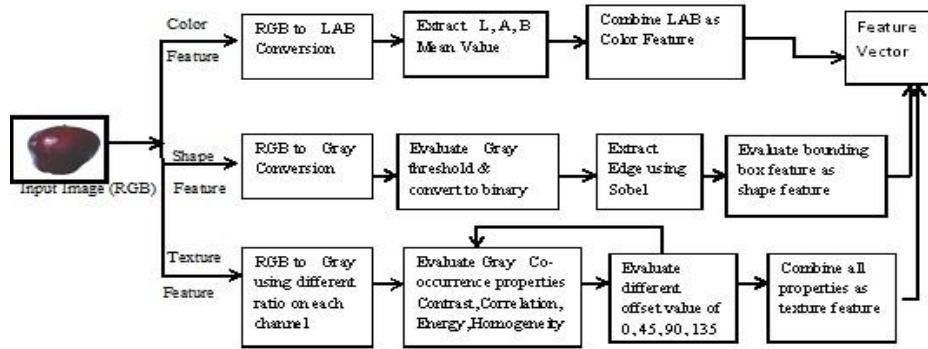 Color
Feature
RGB to LAB
Conversion
Extract L, A, B
Mean Value
Combine LAB as
Color Feature
Feature
Vector
Input Image (RGB)
Shape
Feature
RGB to Gray
Conversion
Evaluate Gray
threshold &
convert to binary
Extract
Edge using
Sobel
Evaluate bounding
box feature as
shape feature
Texture
Feature
RGB to Gray
using different
ratio on each
channel
Evaluate Gray Co-
occurrence properties
Contrast,Correlation,
Energy,Homogeneity
Evaluate
different
offset value of
0,45,90,135
Combine all
properties as
texture feature